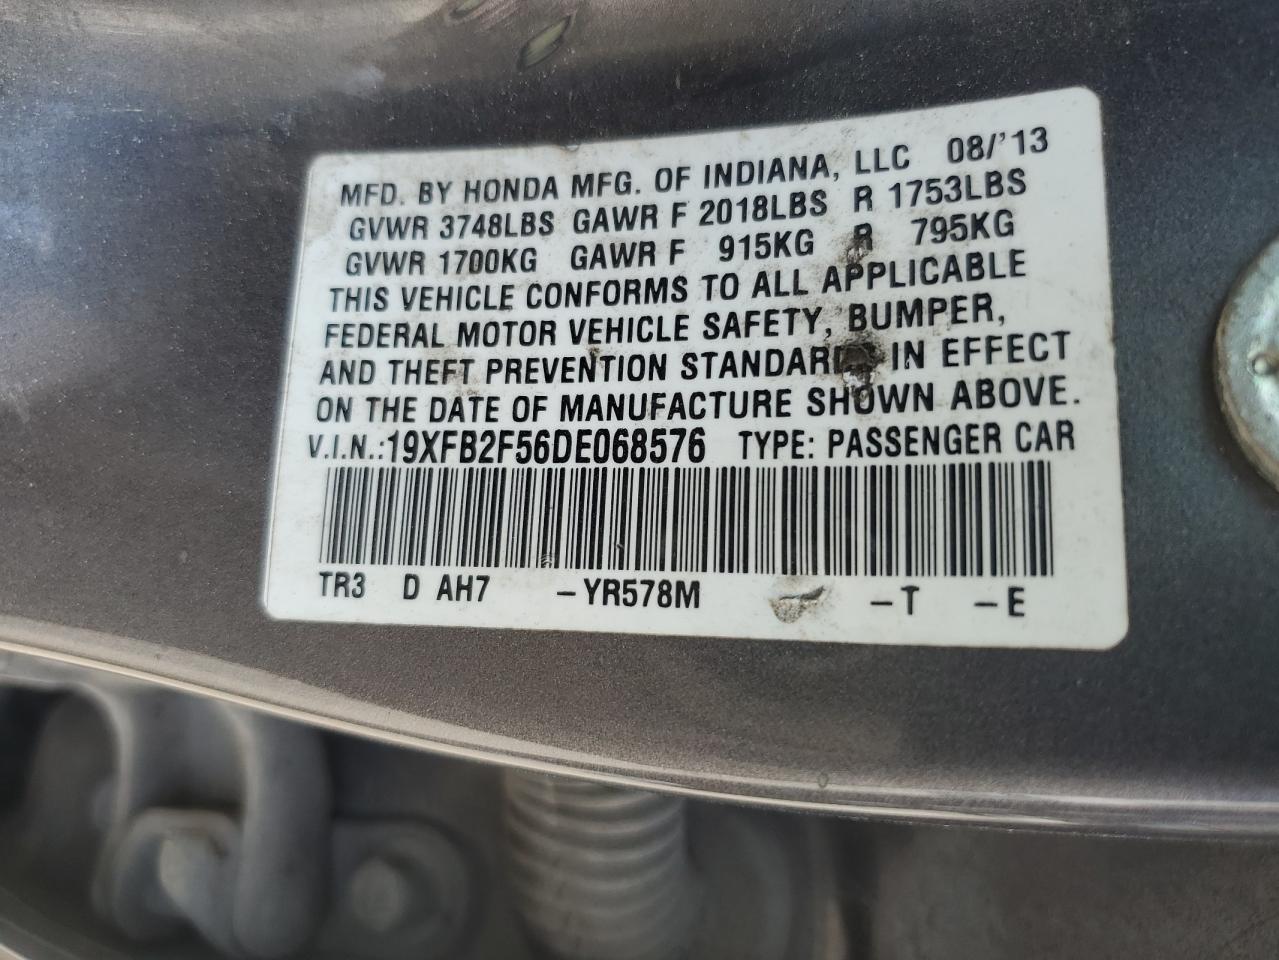 MFD. BY HONDA MFG. OF INDIANA, LLC 08/'13
GVWR 3748LBS GAWR F 2018LBS R 1753LBS
GVWR 1700KG GAWR F 915KG R 795KG
THIS VEHICLE CONFORMS TO ALL APPLICABLE
FEDERAL MOTOR VEHICLE SAFETY, BUMPER,
AND THEFT PREVENTION STANDARDS IN EFFECT
ON THE DATE OF MANUFACTURE SHOWN ABOVE.
V.I.N.:19XFB2F56DE068576 TYPE: PASSENGER CAR
TR3 D AH7 –YR578M –T –E